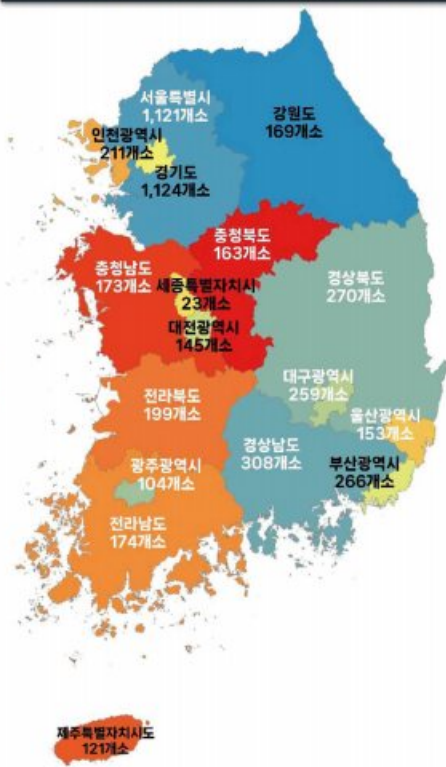 서울특별시
1,121개소
강원도
169개소
인천광역시
211개소
경기도
1,124개소
충청북도
163개소
충청남도
173개소
세종특별자치시
23개소
경상북도
270개소
대전광역시
145개소
대구광역시
259개소
전라북도
199개소
울산광역시
153개소
경상남도
308개소
부산광역시
266개소
광주광역시
104개소
전라남도
174개소
제주특별자치시도
121개소